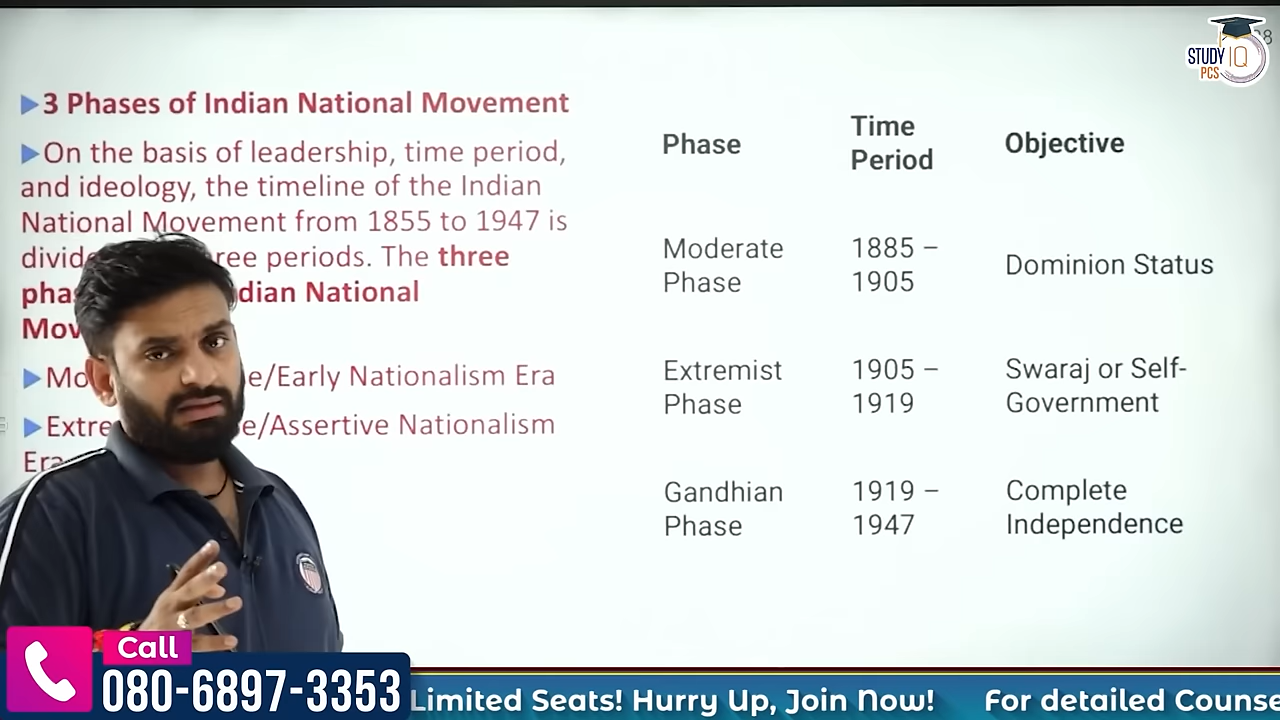 STUDY IQ
PCS
3 Phases of Indian National Movement
On the basis of leadership, time period,
and ideology, the timeline of the Indian
National Movement from 1855 to 1947 is
periods. The three
National
/Early Nationalism Era
/Assertive Nationalism
Phase
Time
Period
Objective
Moderate
Phase
1885 –
1905
Dominion Status
Extremist
Phase
1905 –
1919
Swaraj or Self-
Government
Gandhian
Phase
1919 –
1947
Complete
Independence
Call
080-6897-3353
Limited Seats! Hurry Up, Join Now! For detailed